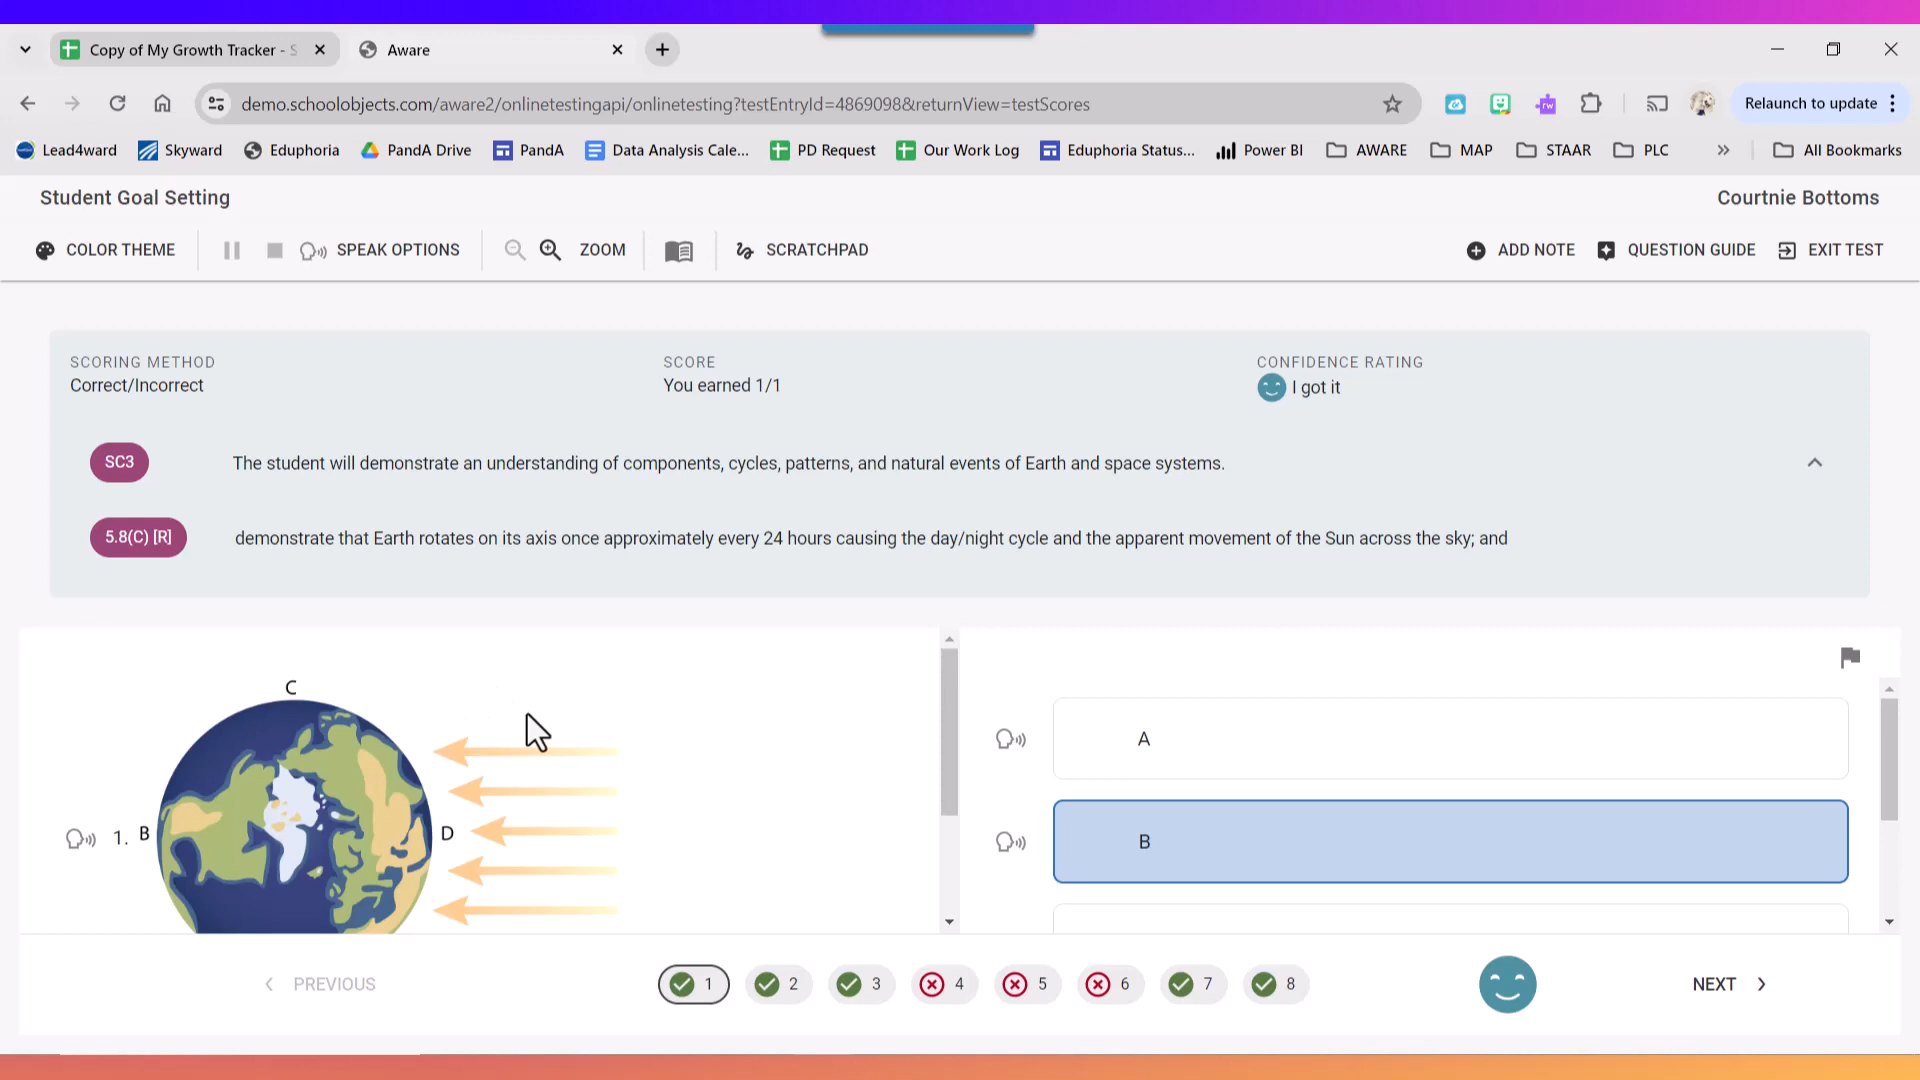 Copy of My Growth Tracker - S
Aware
demo.schoolobjects.com/aware2/onlinetestingapi/onlinetesting?testEntryId=4869098&returnView=testScores
rw
Relaunch to update
Lead4ward
Skyward
Eduphoria
PandA Drive
PandA
Data Analysis Cale...
PD Request
Our Work Log
Eduphoria Status...
Power BI
AWARE
MAP
STAAR
PLC
All Bookmarks
Student Goal Setting
Courtnie Bottoms
COLOR THEME
SPEAK OPTIONS
ZOOM
SCRATCHPAD
ADD NOTE
QUESTION GUIDE
EXIT TEST
SCORING METHOD
Correct/Incorrect
SCORE
You earned 1/1
CONFIDENCE RATING
I got it
SC3
The student will demonstrate an understanding of components, cycles, patterns, and natural events of Earth and space systems.
5.8(C) [R]
demonstrate that Earth rotates on its axis once approximately every 24 hours causing the day/night cycle and the apparent movement of the Sun across the sky; and
C
1. B
D
A
B
PREVIOUS
1
2
3
4
5
6
7
8
NEXT